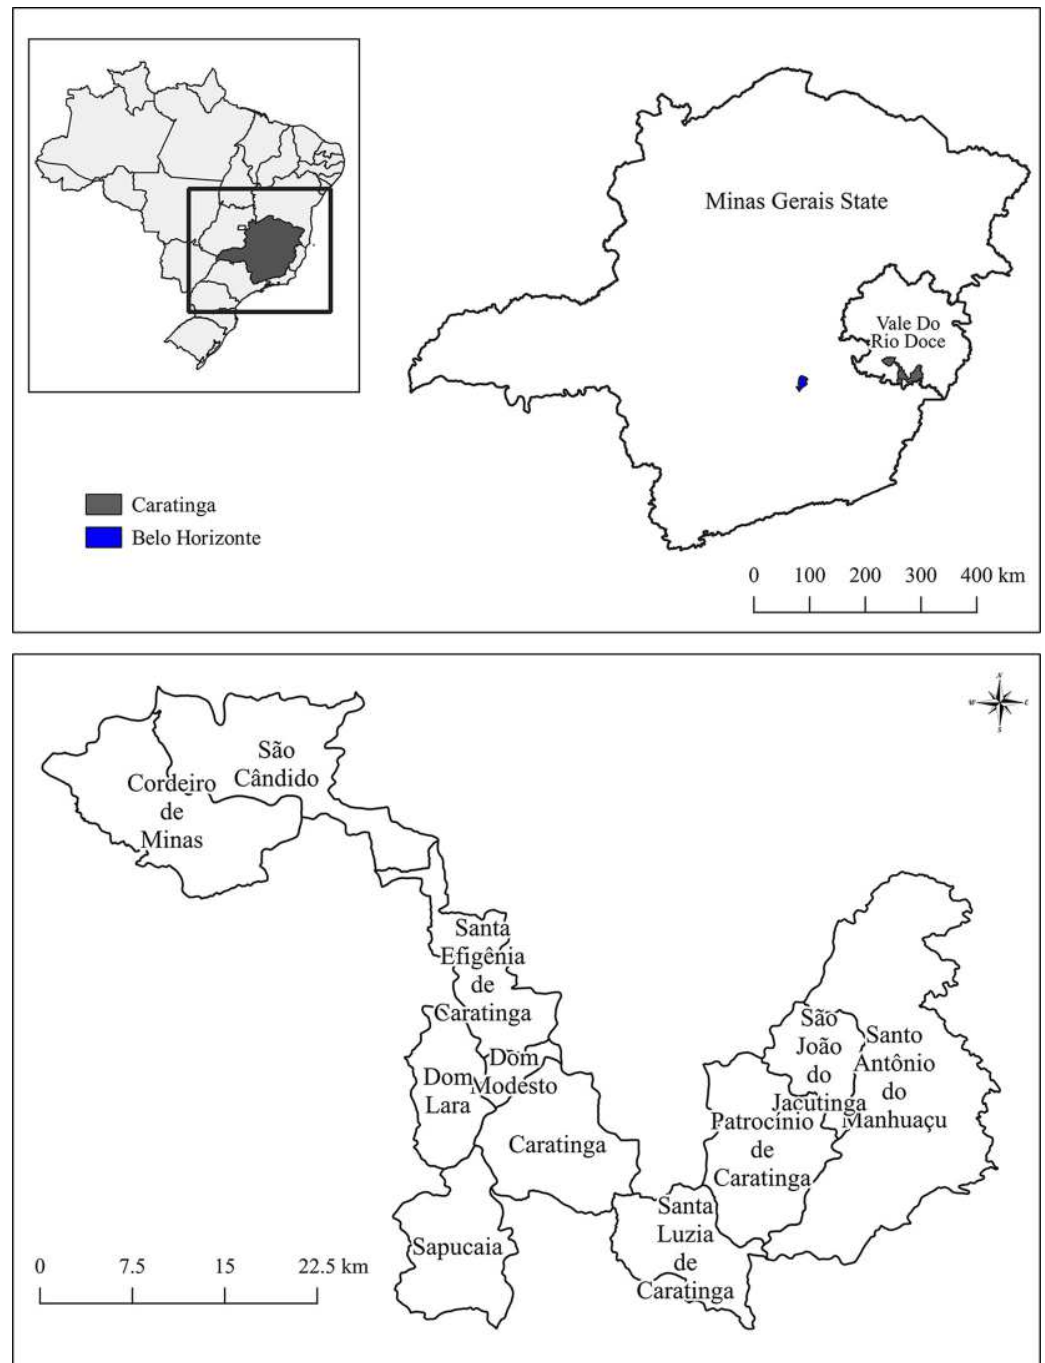 Minas Gerais State
Vale Do
Rio Doce
Caratinga
Belo Horizonte
0 100 200 300 400 km
N
W E
S
São
Cândido
Cordeiro
de
Minas
Santa
Efigênia
de
Caratinga
Dom
Modesto
Dom
Lara
Caratinga
Sapucaia
São
João
do
Jacutinga
Santo
Antônio
do
Manhuaçu
Patrocínio
de
Caratinga
Santa
Luzia
de
Caratinga
0 7.5 15 22.5 km